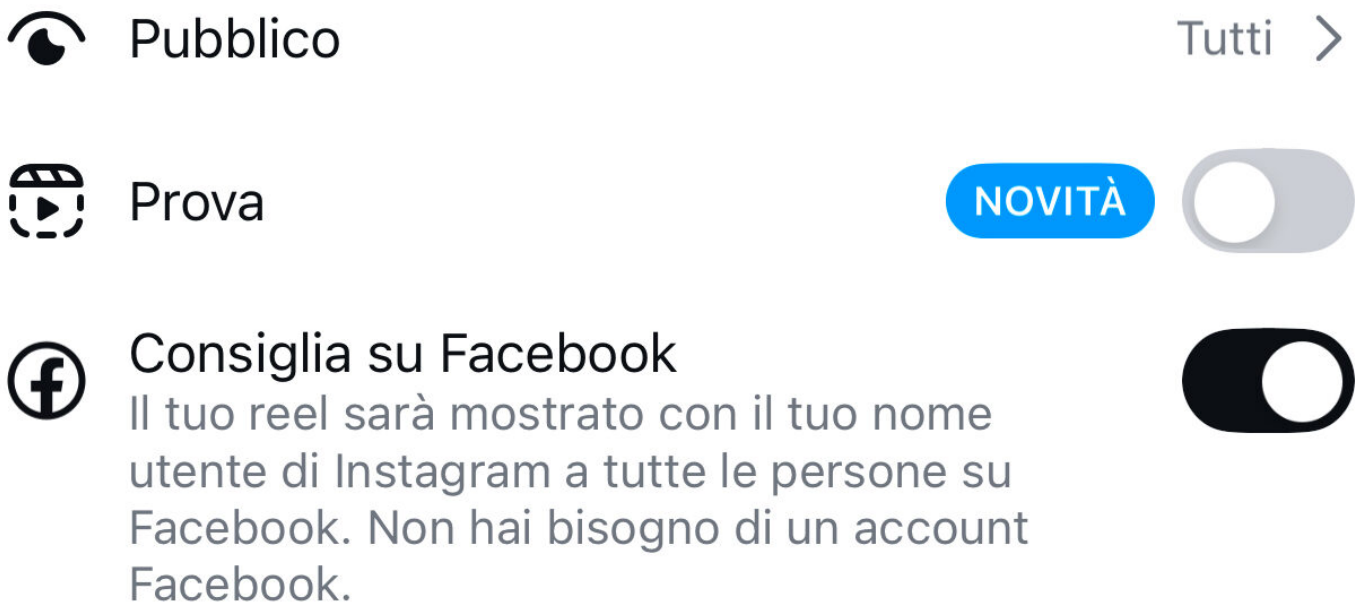 Pubblico Tutti
Prova NOVITÀ
Consiglia su Facebook
Il tuo reel sarà mostrato con il tuo nome
utente di Instagram a tutte le persone su
Facebook. Non hai bisogno di un account
Facebook.